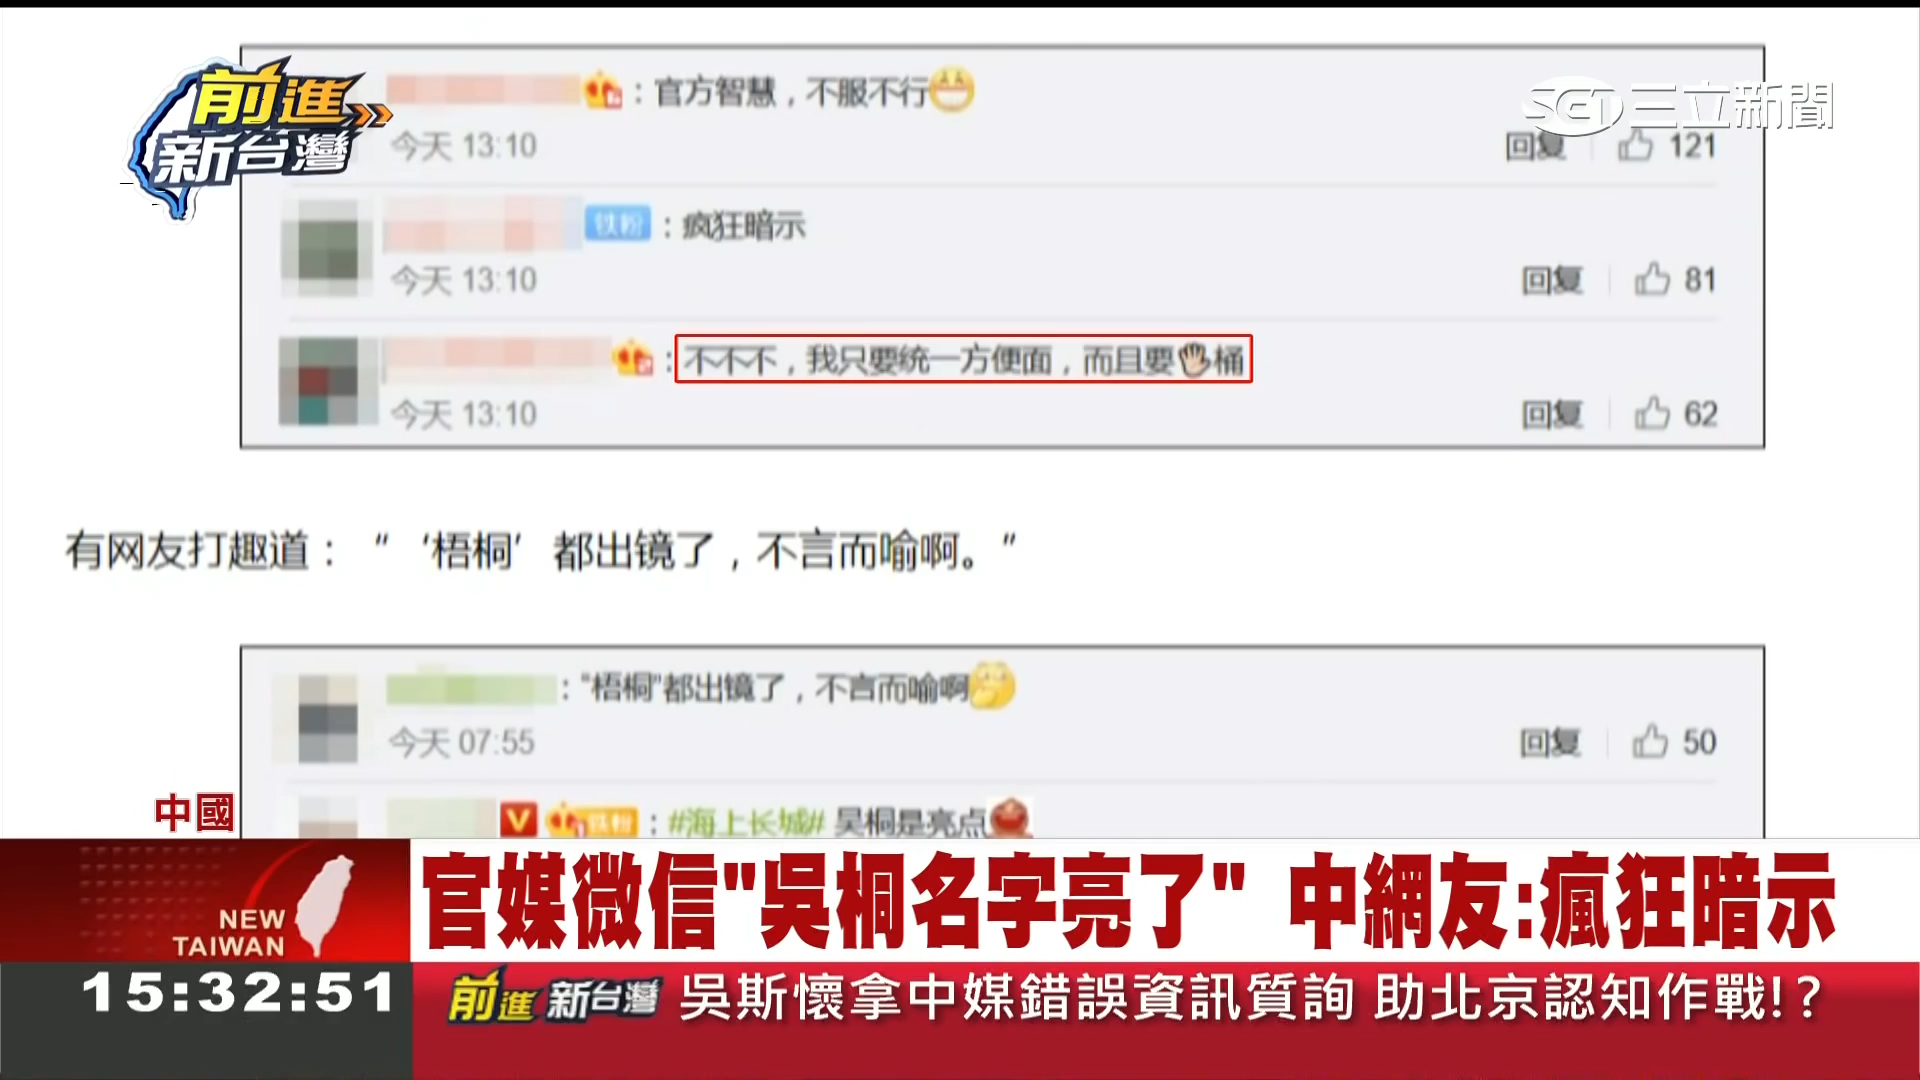 前進
新台灣
SET三立新聞
：官方智慧，不服不行
今天 13:10
回复 121
铁粉：疯狂暗示
今天 13:10
回复 81
：不不不，我只要统一方便面，而且要🖐桶
今天 13:10
回复 62
有网友打趣道：“‘梧桐’都出镜了，不言而喻啊。”
："梧桐"都出镜了，不言而喻啊
今天 07:55
回复 50
V 铁粉：#海上长城# 吴桐是亮点
中國
NEW
TAIWAN
官媒微信"吳桐名字亮了" 中網友:瘋狂暗示
15:32:51
前進新台灣 吳斯懷拿中媒錯誤資訊質詢 助北京認知作戰!?